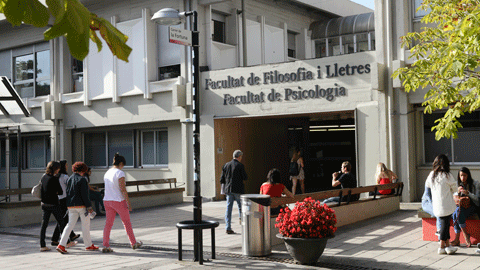 Facultat de Filosofia i Lletres
Facultat de Psicologia